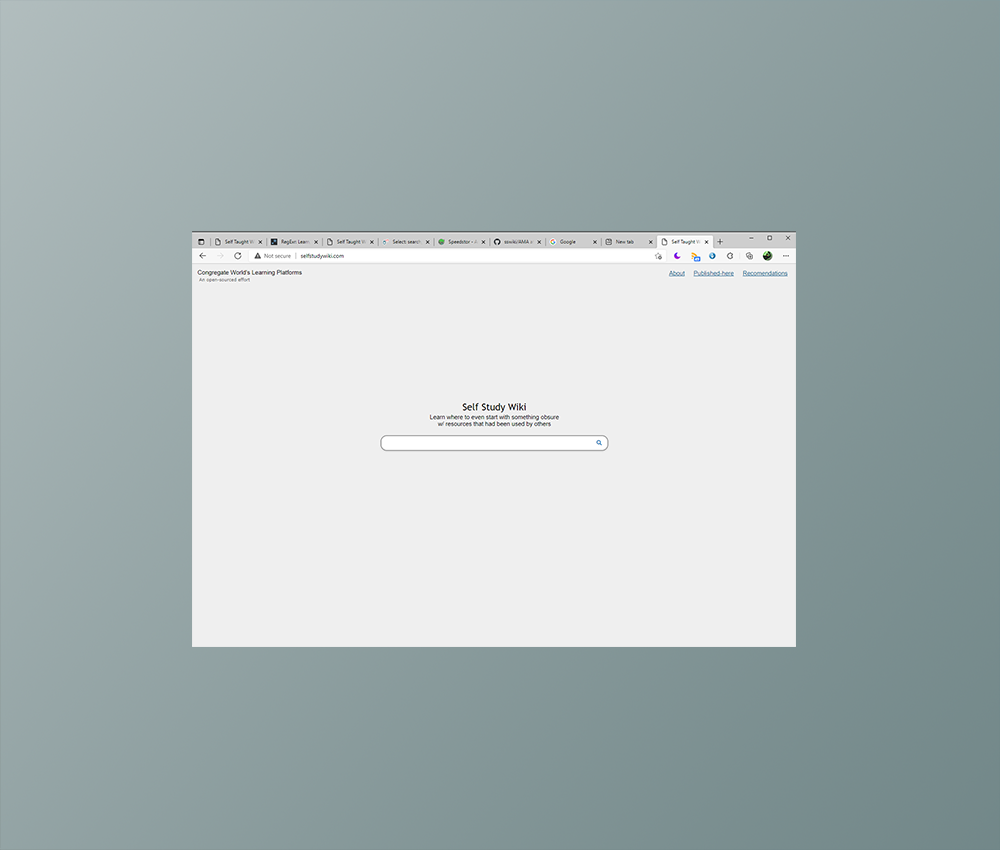 Self Taught W
RegExr: Learn
Self Taught W
Select: search
Speedstor - A
sswiki/AMA w
Google
New tab
Self Taught W
Not secure | selfstudywiki.com
Congregate World's Learning Platforms
About Published-here Recomendations
An open-sourced effort
Self Study Wiki
Learn where to even start with something obsure
w/ resources that had been used by others